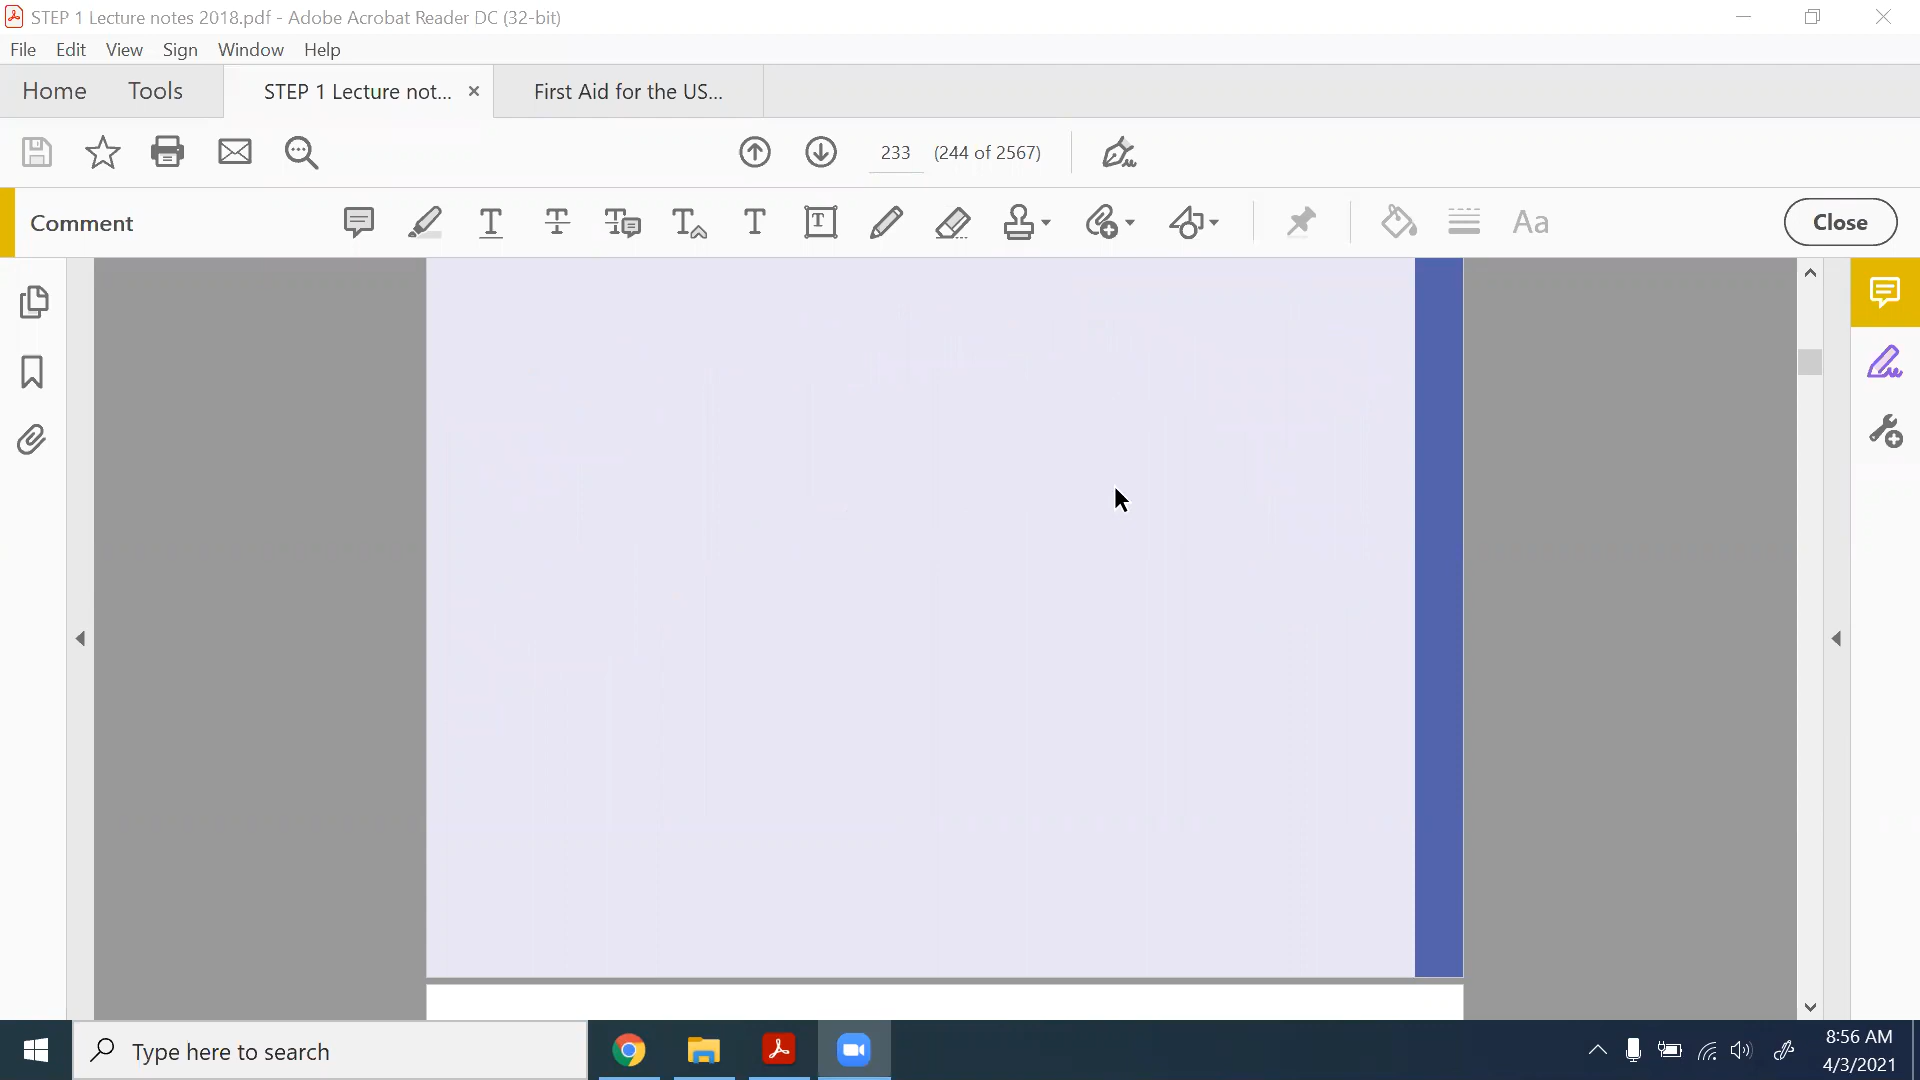 STEP 1 Lecture notes 2018.pdf - Adobe Acrobat Reader DC (32-bit)
File Edit View Sign Window Help
Home Tools STEP 1 Lecture not... × First Aid for the US...
233 (244 of 2567)
Comment T T T T T T Aa Close
Type here to search
8:56 AM
4/3/2021